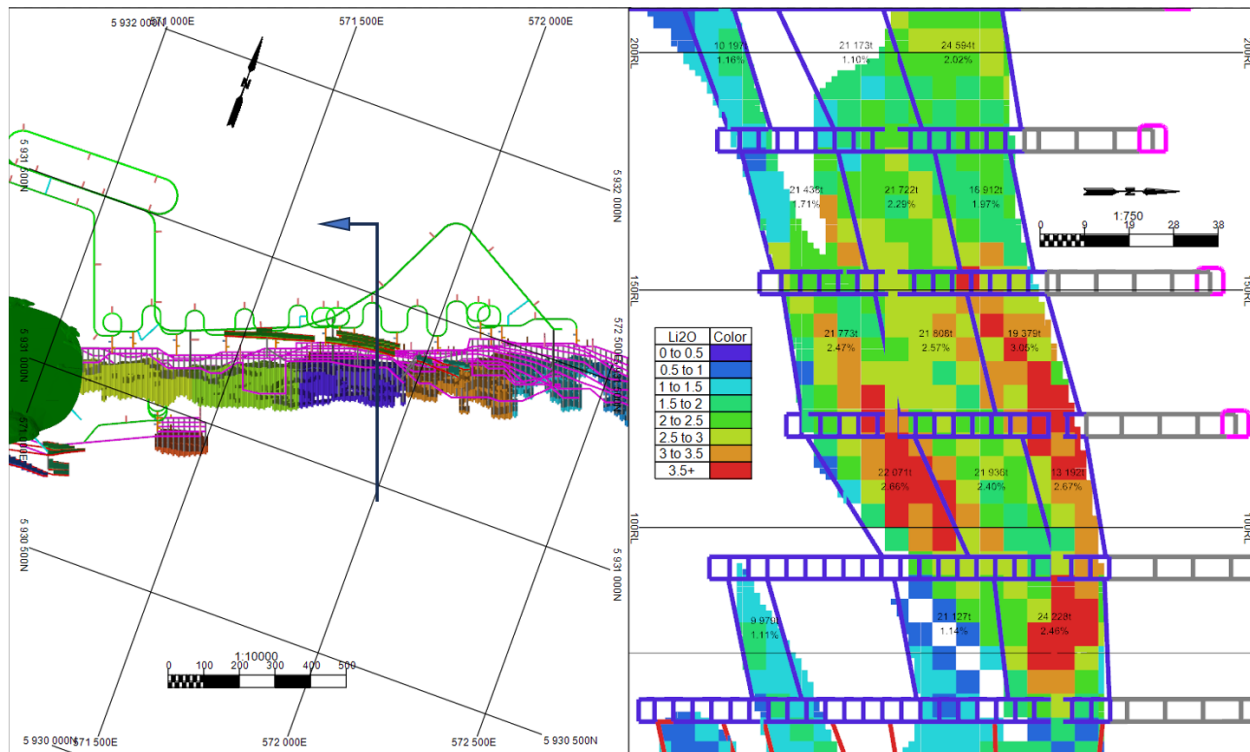 5 932 000N
571 000E
571 500E
572 000E
N
5 931 500N
5 932 000N
5 931 000N
572 500E
571 000E
5 930 500N
5 931 000N
1:10000
0 100 200 300 400 500
5 930 000N
571 500E
572 000E
572 500E
5 930 500N
200RL
200RL
10 197t
1.16%
21 173t
1.10%
24 594t
2.02%
21 438t
1.71%
21 722t
2.29%
16 912t
1.97%
N
1:750
0 9 19 28 38
150RL
150RL
Li2O Color
0 to 0.5
0.5 to 1
1 to 1.5
1.5 to 2
2 to 2.5
2.5 to 3
3 to 3.5
3.5+
21 773t
2.47%
21 808t
2.57%
19 379t
3.05%
22 071t
2.66%
21 936t
2.45%
13 192t
2.67%
100RL
100RL
9 970t
1.11%
21 127t
1.14%
24 228t
2.46%